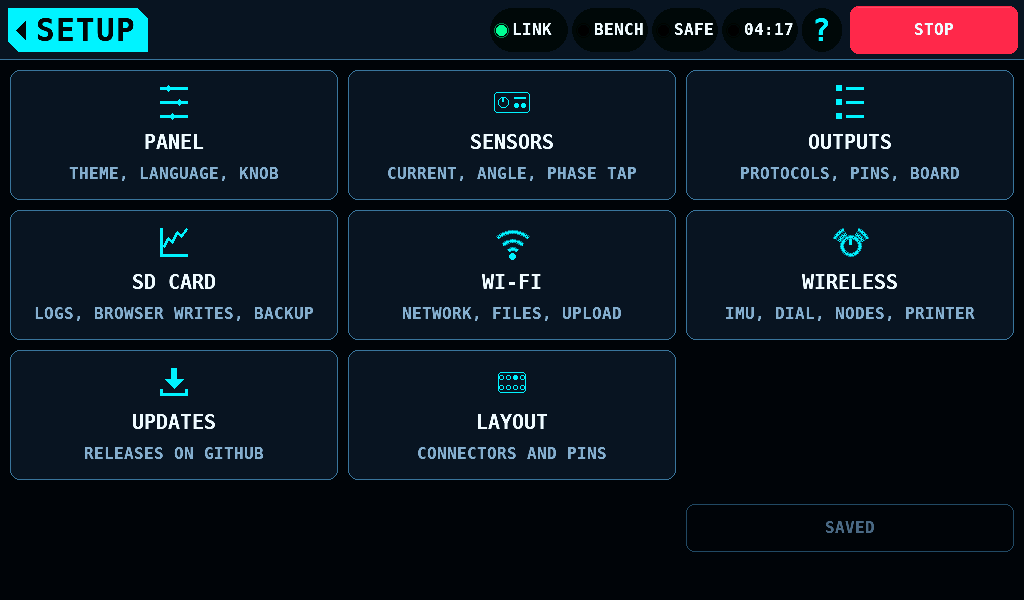 SETUP
LINK
BENCH
SAFE
04:17
?
STOP
PANEL
THEME, LANGUAGE, KNOB
SENSORS
CURRENT, ANGLE, PHASE TAP
OUTPUTS
PROTOCOLS, PINS, BOARD
SD CARD
LOGS, BROWSER WRITES, BACKUP
WI-FI
NETWORK, FILES, UPLOAD
WIRELESS
IMU, DIAL, NODES, PRINTER
UPDATES
RELEASES ON GITHUB
LAYOUT
CONNECTORS AND PINS
SAVED